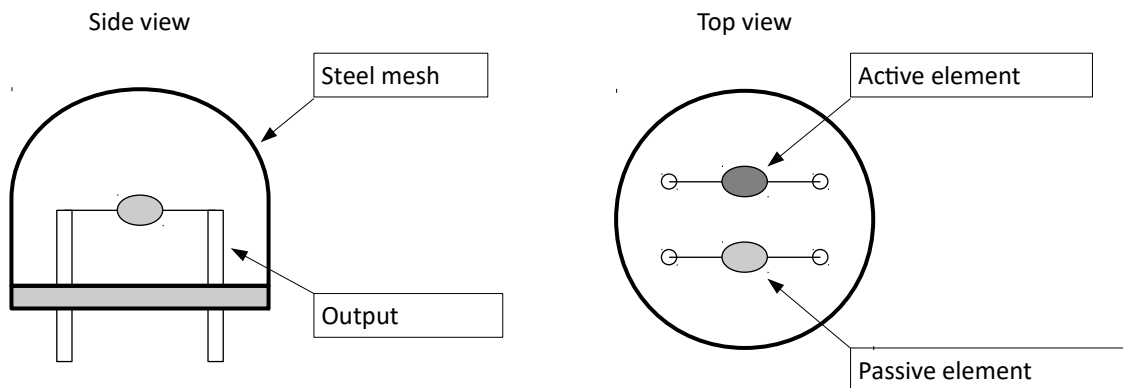 Side view
Top view
Steel mesh
Active element
Output
Passive element